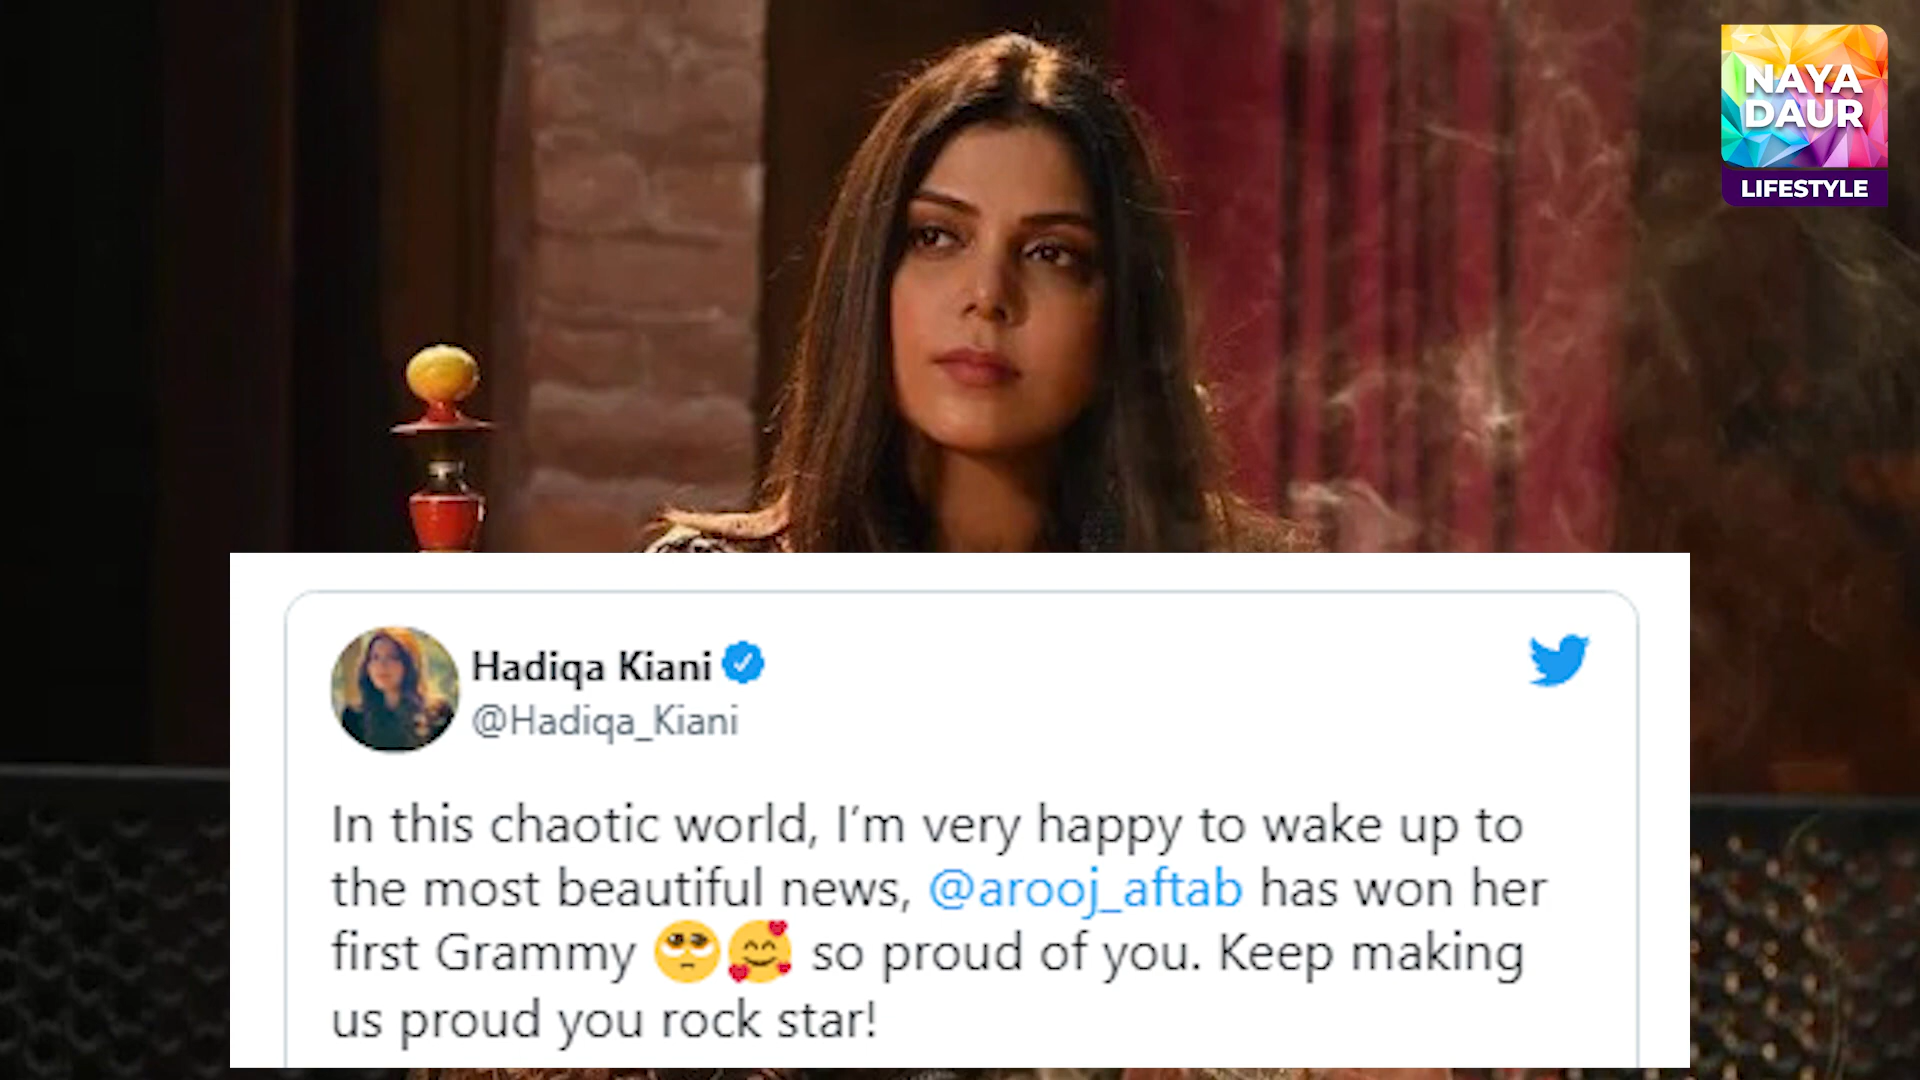 NAYA
DAUR
LIFESTYLE
Hadiqa Kiani
@Hadiqa_Kiani
In this chaotic world, I’m very happy to wake up to
the most beautiful news, @arooj_aftab has won her
first Grammy 🥺🥰 so proud of you. Keep making
us proud you rock star!